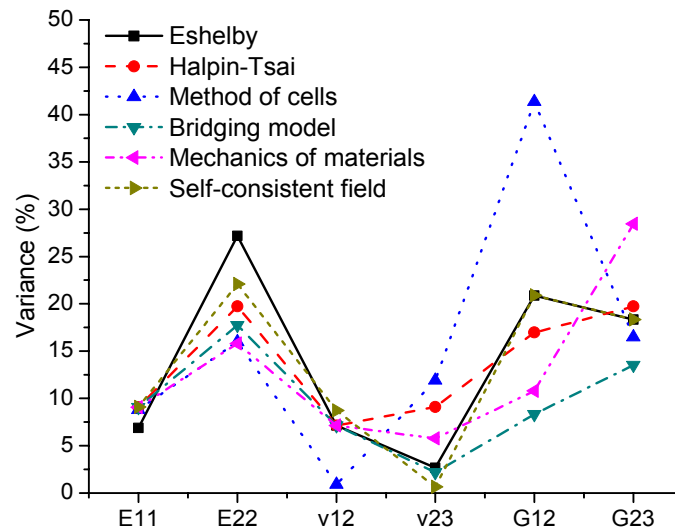 50
45
40
35
30
25
20
15
10
5
0
Variance (%)
Eshelby
Halpin-Tsai
Method of cells
Bridging model
Mechanics of materials
Self-consistent field
E11 E22 v12 v23 G12 G23